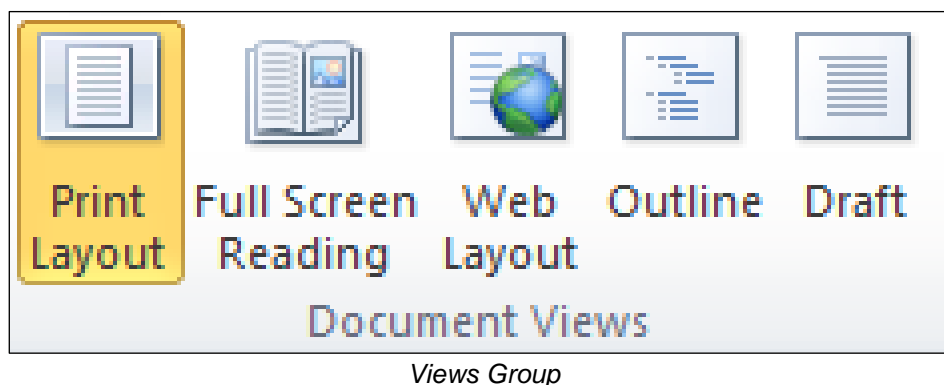 Print Full Screen Web Outline Draft
Layout Reading Layout
Document Views
Views Group